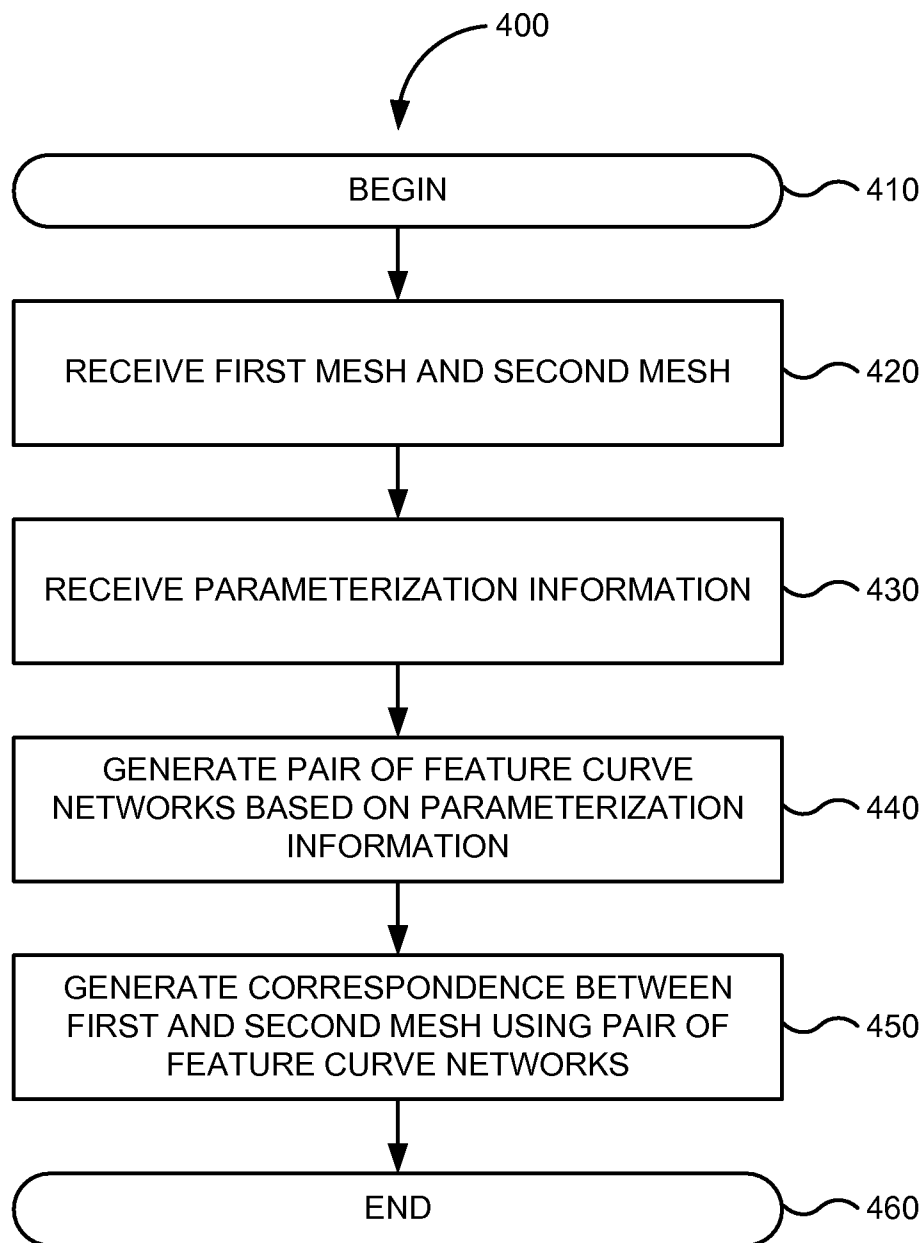 400
BEGIN
410
RECEIVE FIRST MESH AND SECOND MESH
420
RECEIVE PARAMETERIZATION INFORMATION
430
GENERATE PAIR OF FEATURE CURVE
NETWORKS BASED ON PARAMETERIZATION
INFORMATION
440
GENERATE CORRESPONDENCE BETWEEN
FIRST AND SECOND MESH USING PAIR OF
FEATURE CURVE NETWORKS
450
END
460